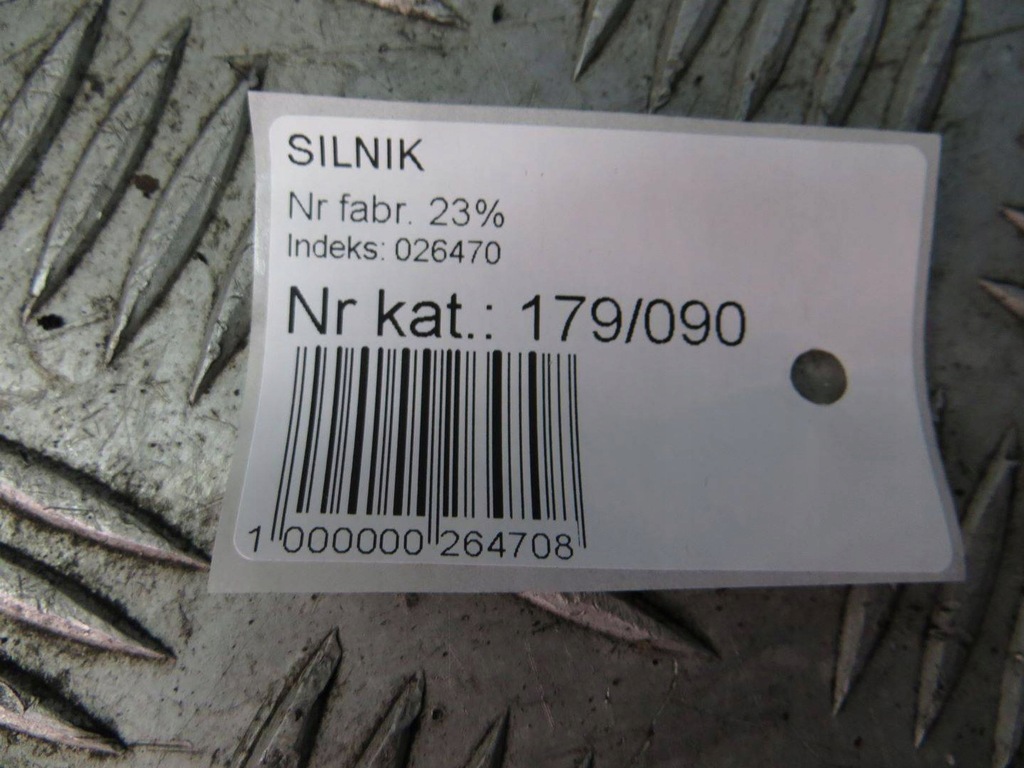 SILNIK
Nr fabr. 23%
Indeks: 026470
Nr kat.: 179/090
1 000000 264708